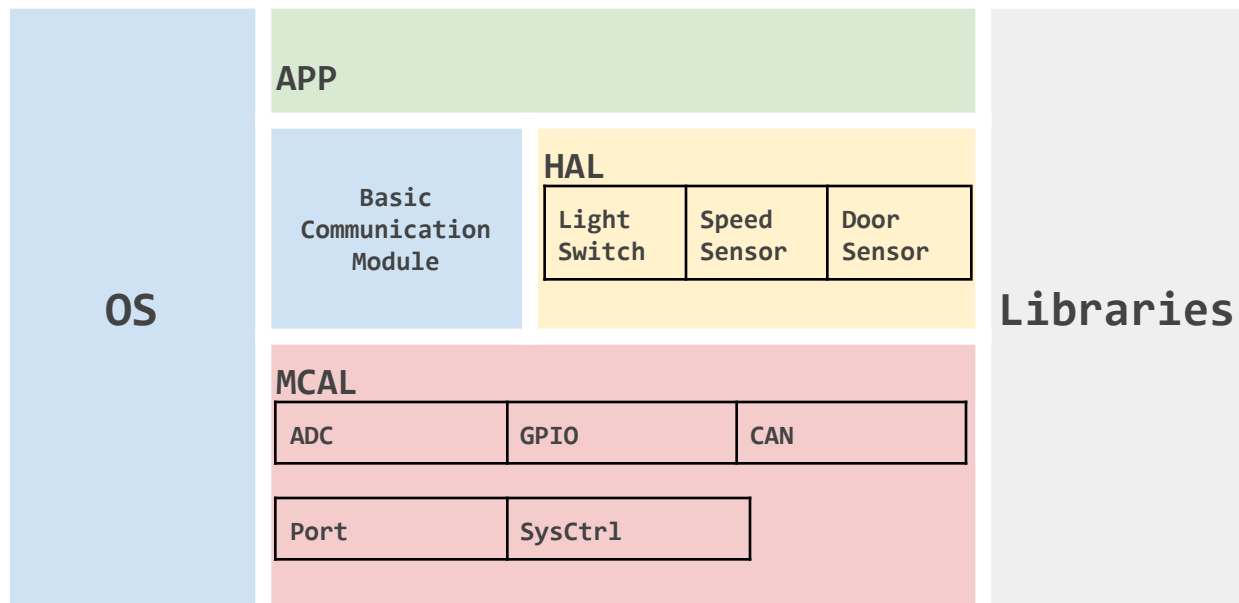 OS
APP
Basic
Communication
Module
HAL
Light
Switch
Speed
Sensor
Door
Sensor
MCAL
ADC
GPIO
CAN
Port
SysCtrl
Libraries